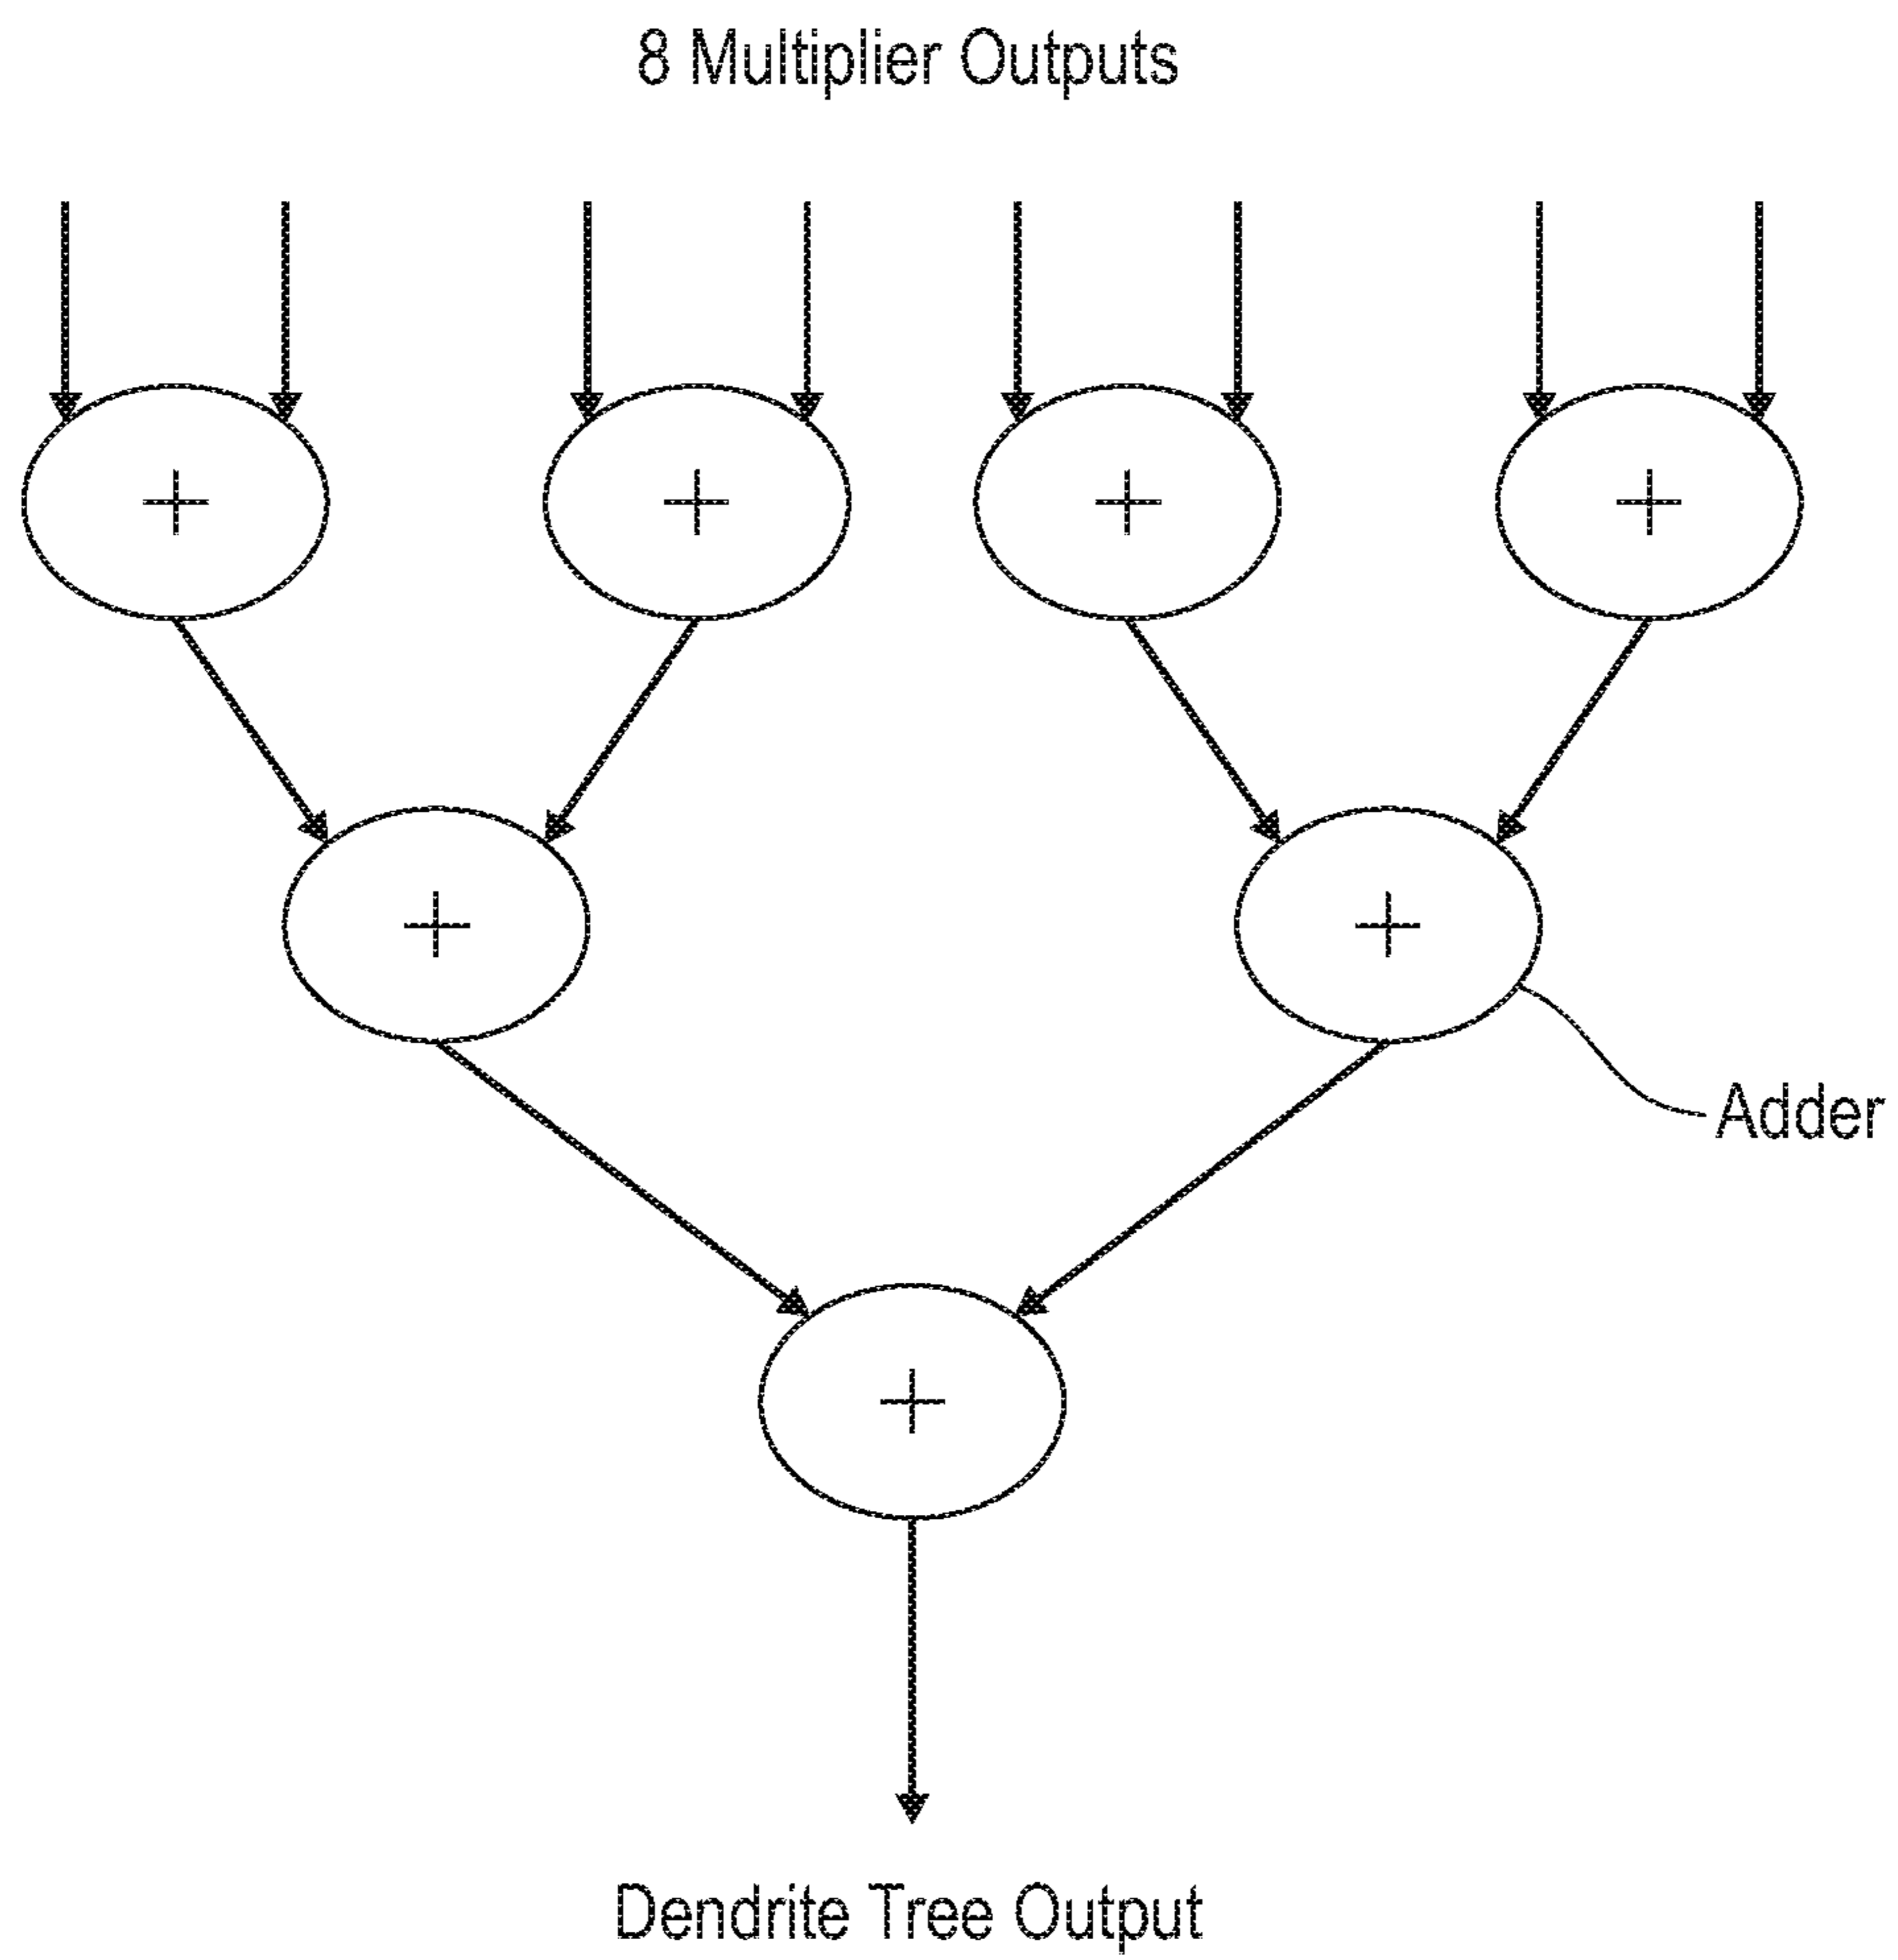 8 Multiplier Outputs
+ + + +
+ +
Adder
+
Dendrite Tree Output